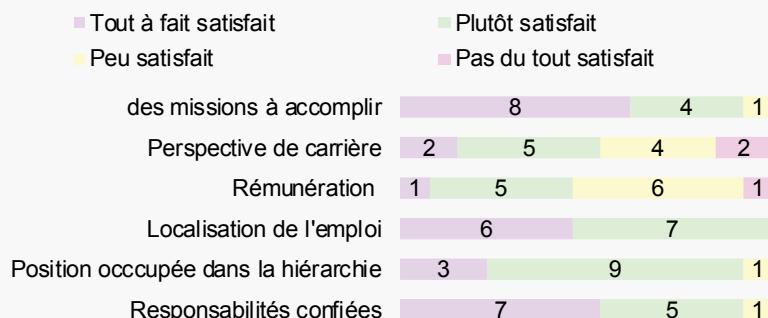 Tout à fait satisfait Plutôt satisfait
Peu satisfait Pas du tout satisfait
des missions à accomplir 8 4 1
Perspective de carrière 2 5 4 2
Rémunération 1 5 6 1
Localisation de l'emploi 6 7
Position occcupée dans la hiérarchie 3 9 1
Responsabilités confiées 7 5 1